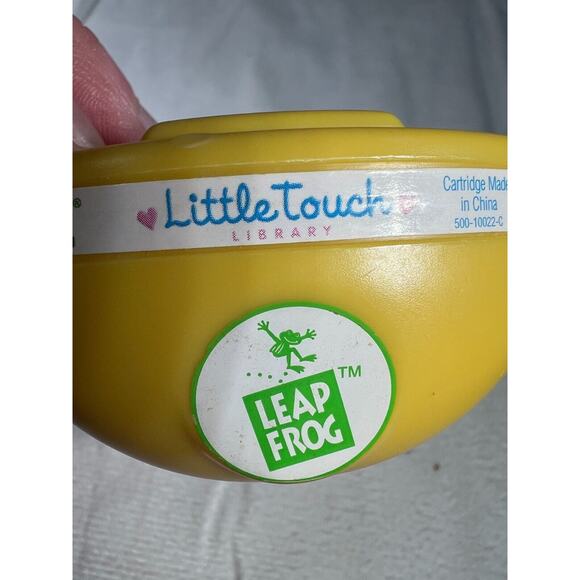 ®
LittleTouch
LIBRARY
Cartridge Made
in China
500-10022-C
LEAP
FROG
TM